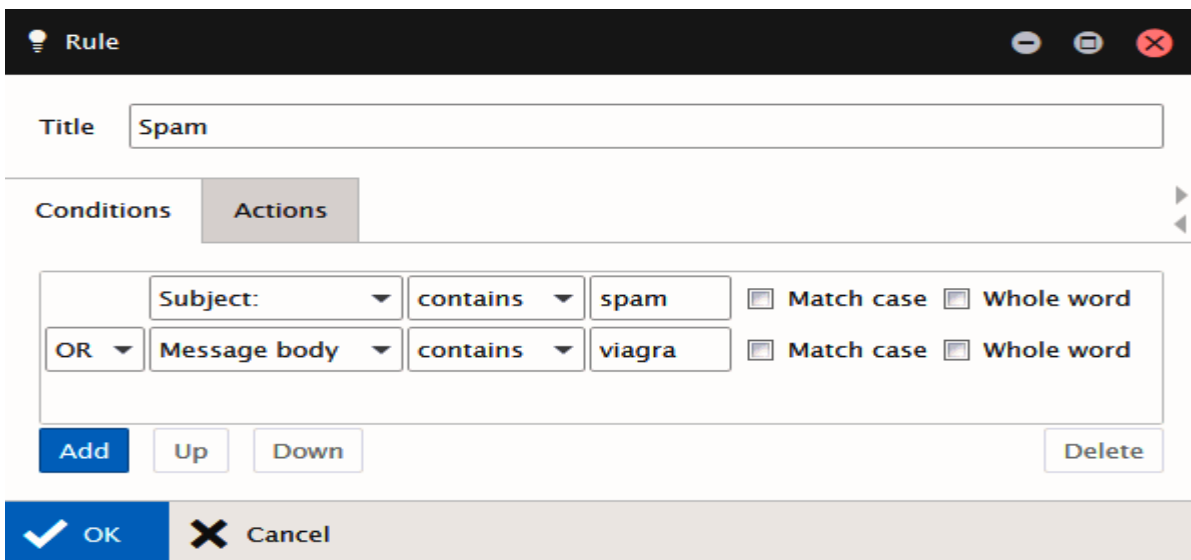 Rule
Title Spam
Conditions Actions
Subject: contains spam Match case Whole word
OR Message body contains viagra Match case Whole word
Add Up Down Delete
OK Cancel